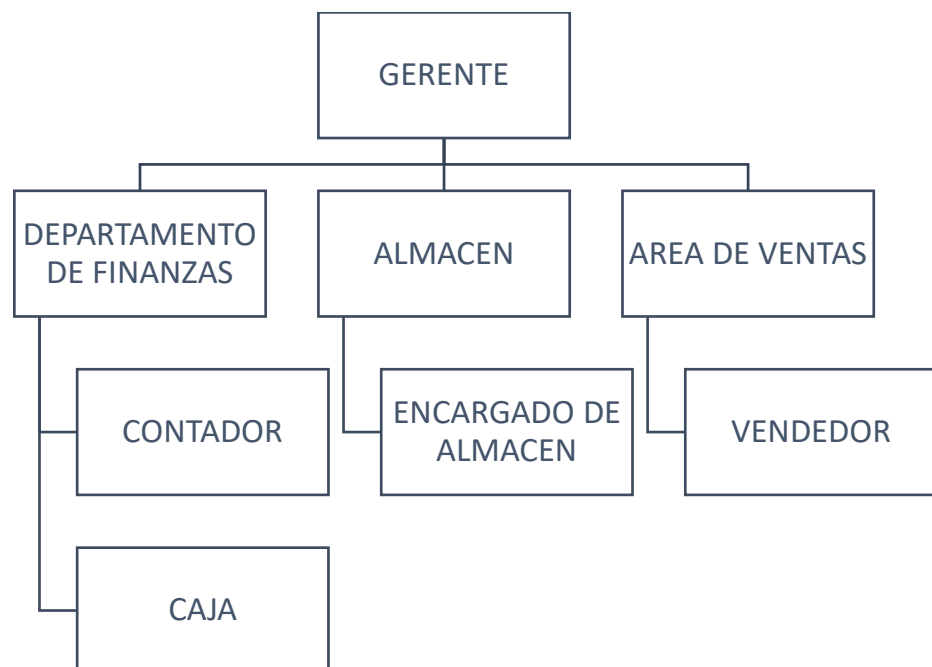 GERENTE
DEPARTAMENTO
DE FINANZAS
ALMACEN
AREA DE VENTAS
CONTADOR
ENCARGADO DE
ALMACEN
VENDEDOR
CAJA